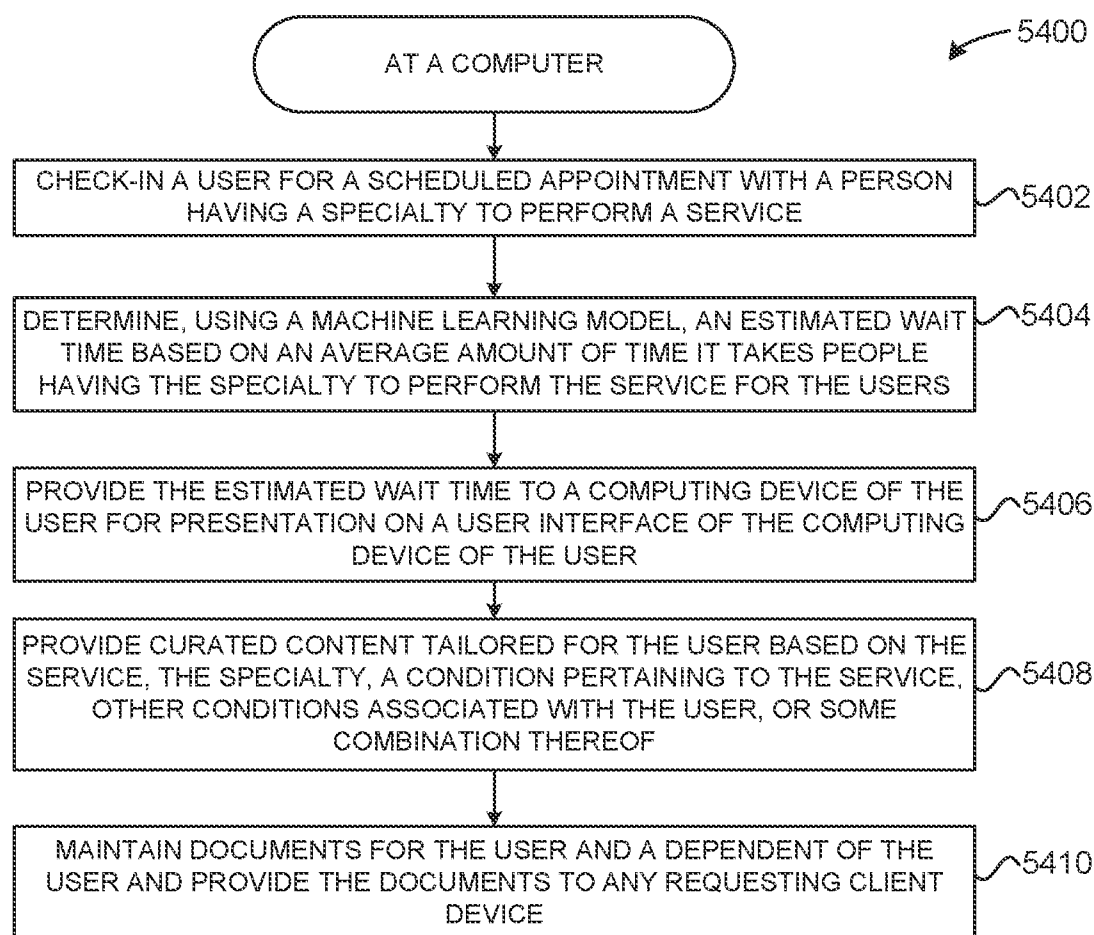 5400
AT A COMPUTER
CHECK-IN A USER FOR A SCHEDULED APPOINTMENT WITH A PERSON
HAVING A SPECIALTY TO PERFORM A SERVICE
5402
DETERMINE, USING A MACHINE LEARNING MODEL, AN ESTIMATED WAIT
TIME BASED ON AN AVERAGE AMOUNT OF TIME IT TAKES PEOPLE
HAVING THE SPECIALTY TO PERFORM THE SERVICE FOR THE USERS
5404
PROVIDE THE ESTIMATED WAIT TIME TO A COMPUTING DEVICE OF THE
USER FOR PRESENTATION ON A USER INTERFACE OF THE COMPUTING
DEVICE OF THE USER
5406
PROVIDE CURATED CONTENT TAILORED FOR THE USER BASED ON THE
SERVICE, THE SPECIALTY, A CONDITION PERTAINING TO THE SERVICE,
OTHER CONDITIONS ASSOCIATED WITH THE USER, OR SOME
COMBINATION THEREOF
5408
MAINTAIN DOCUMENTS FOR THE USER AND A DEPENDENT OF THE
USER AND PROVIDE THE DOCUMENTS TO ANY REQUESTING CLIENT
DEVICE
5410